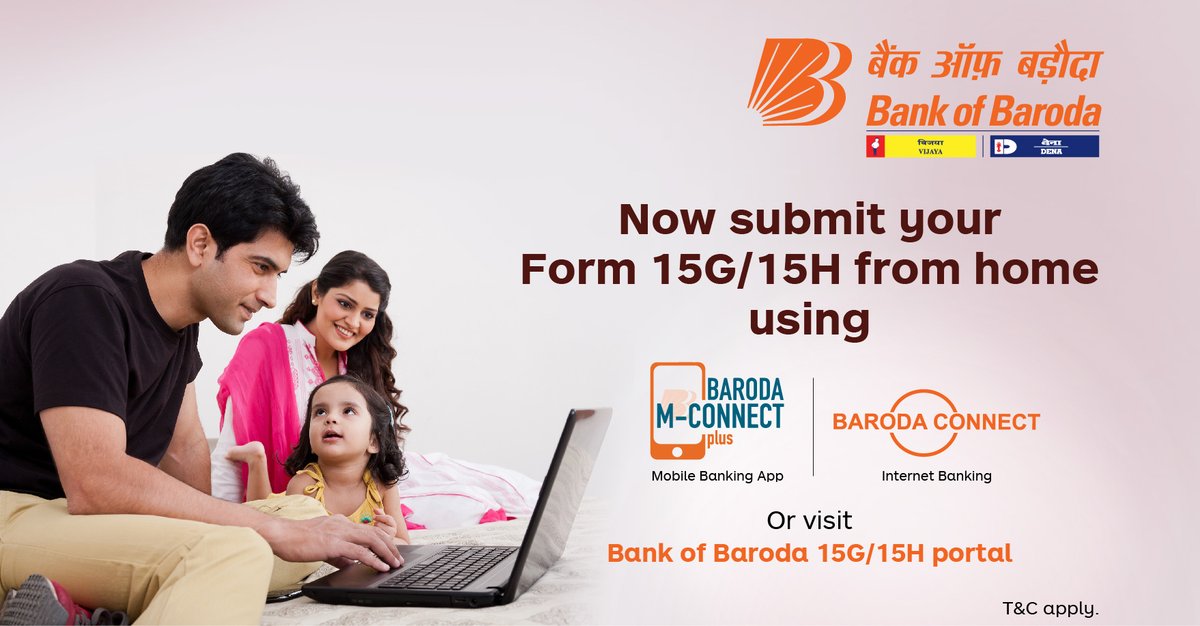 बैंक ऑफ़ बड़ौदा
Bank of Baroda
विजया
VIJAYA
देना
DENA
Now submit your
Form 15G/15H from home
using
BARODA
M-CONNECT
plus
Mobile Banking App
BARODA CONNECT
Internet Banking
Or visit
Bank of Baroda 15G/15H portal
T&C apply.